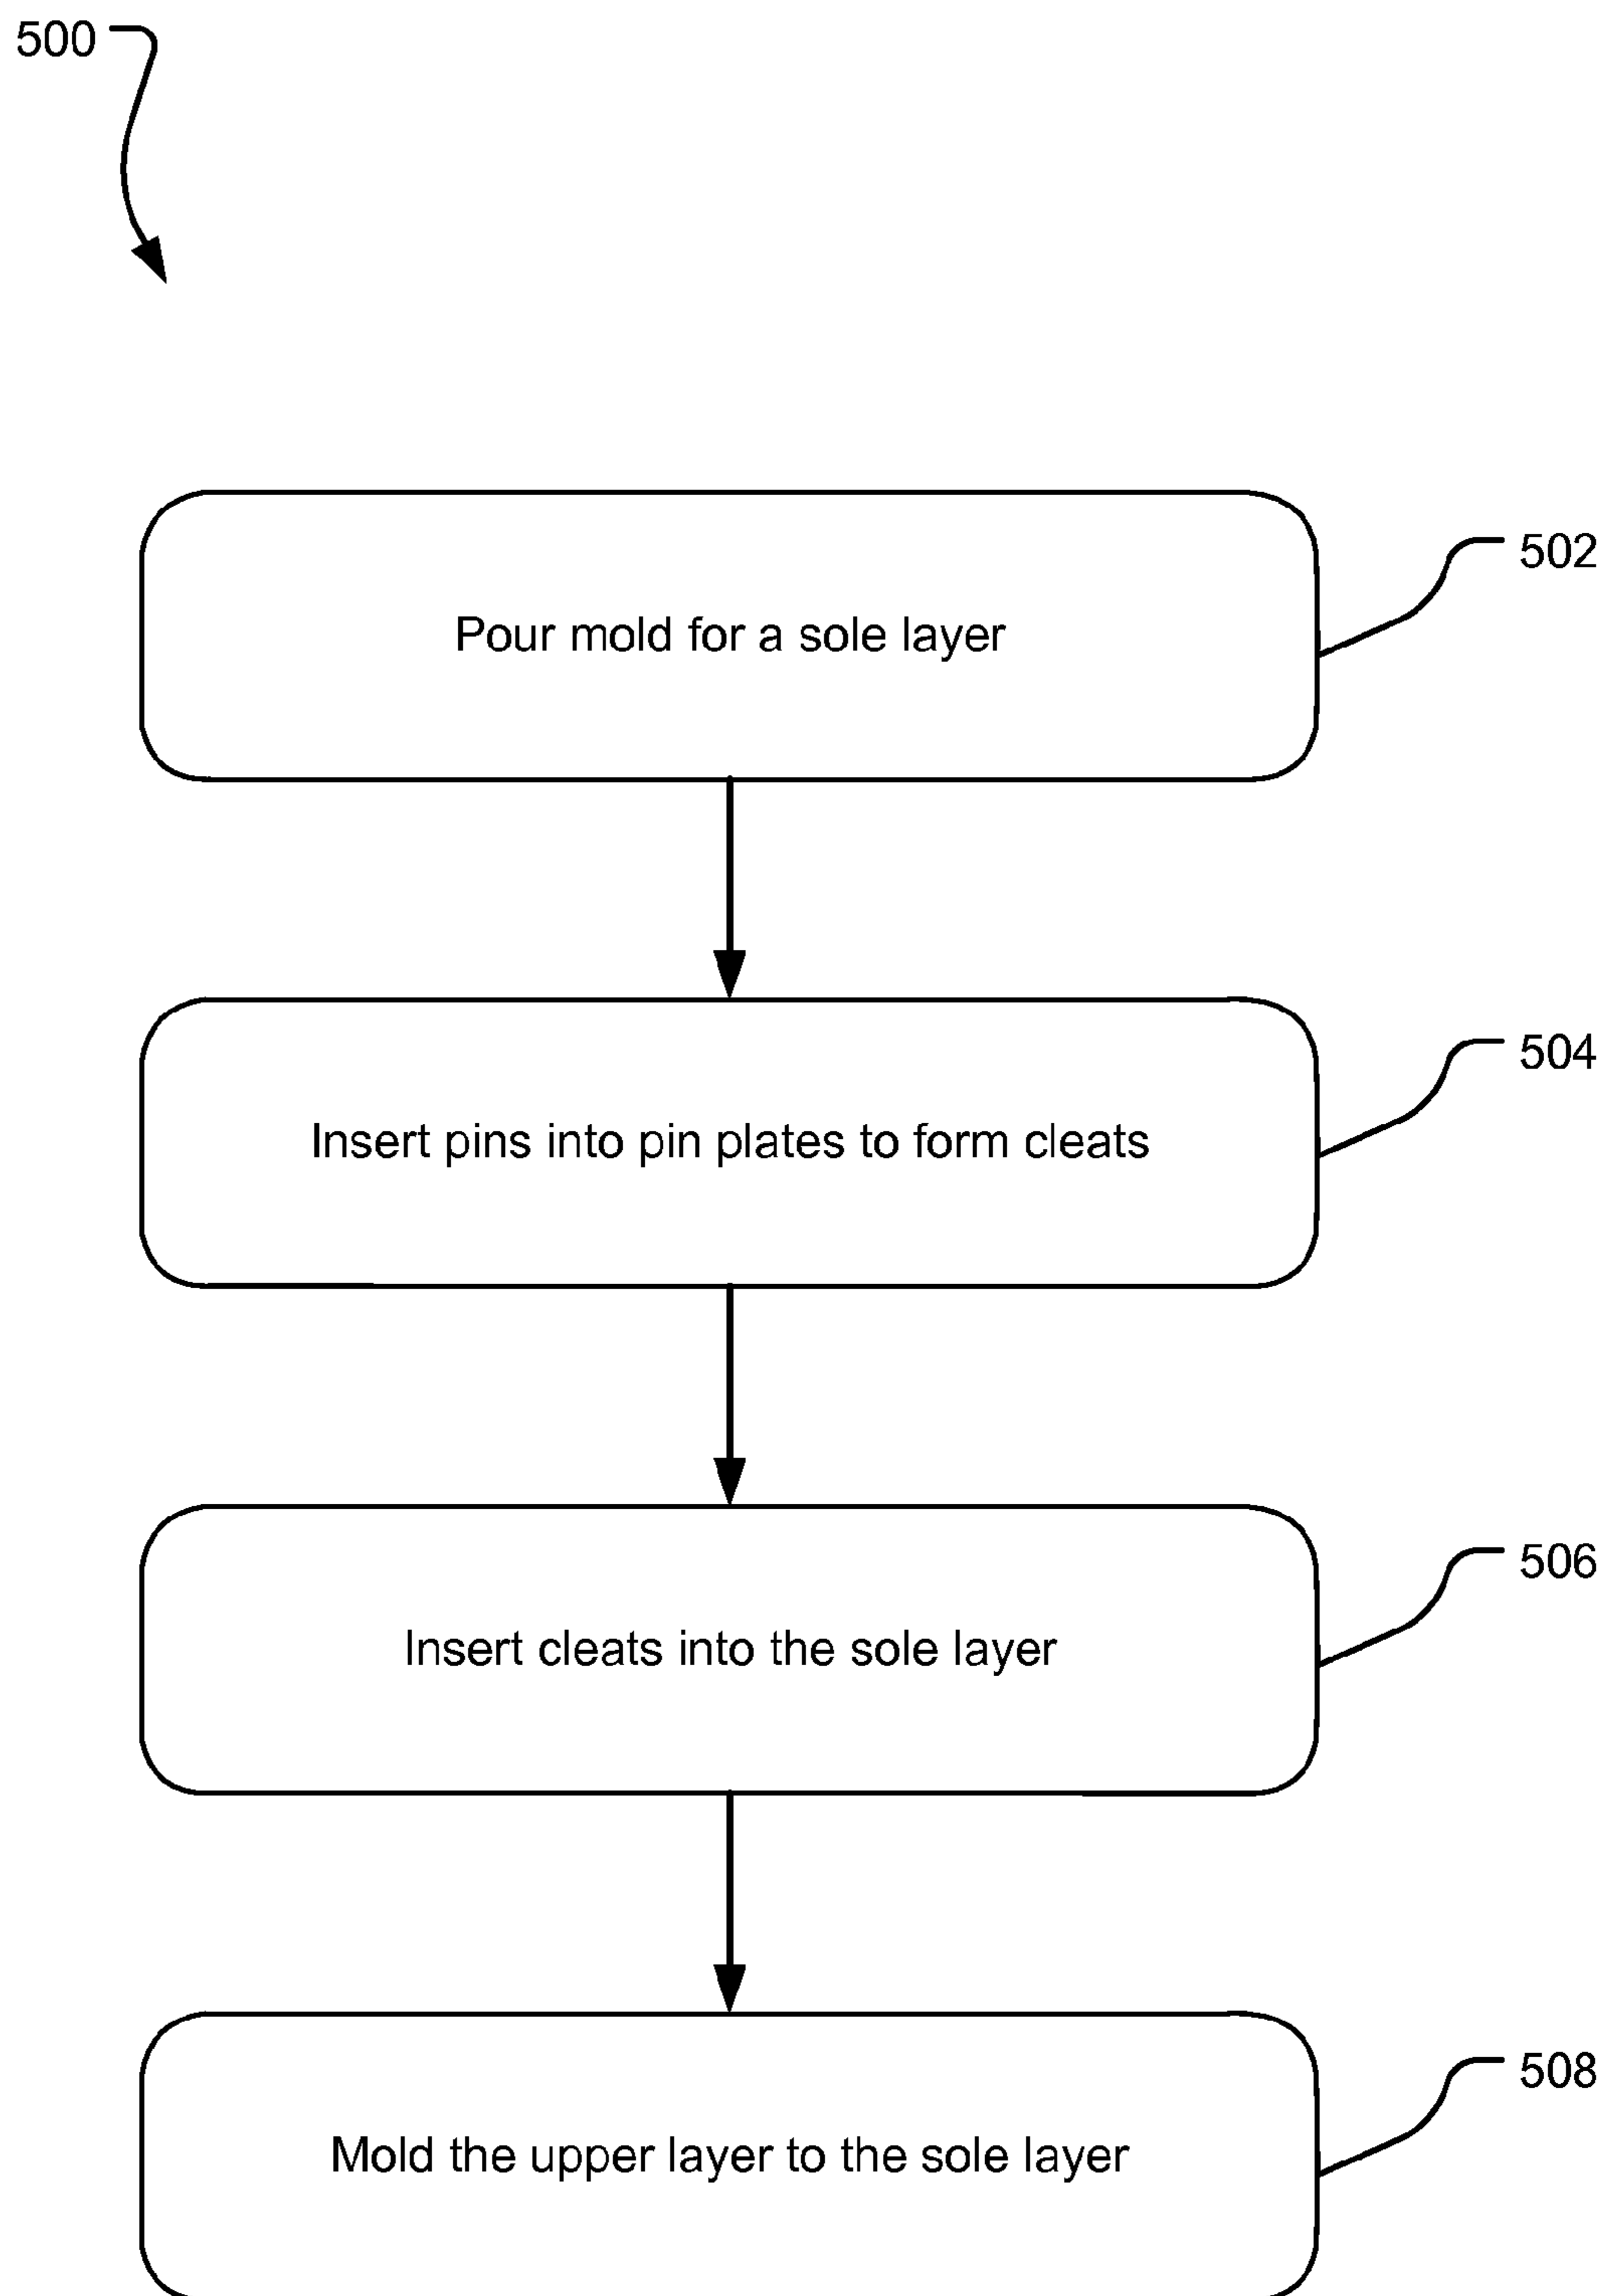 500
Pour mold for a sole layer
502
Insert pins into pin plates to form cleats
504
Insert cleats into the sole layer
506
Mold the upper layer to the sole layer
508